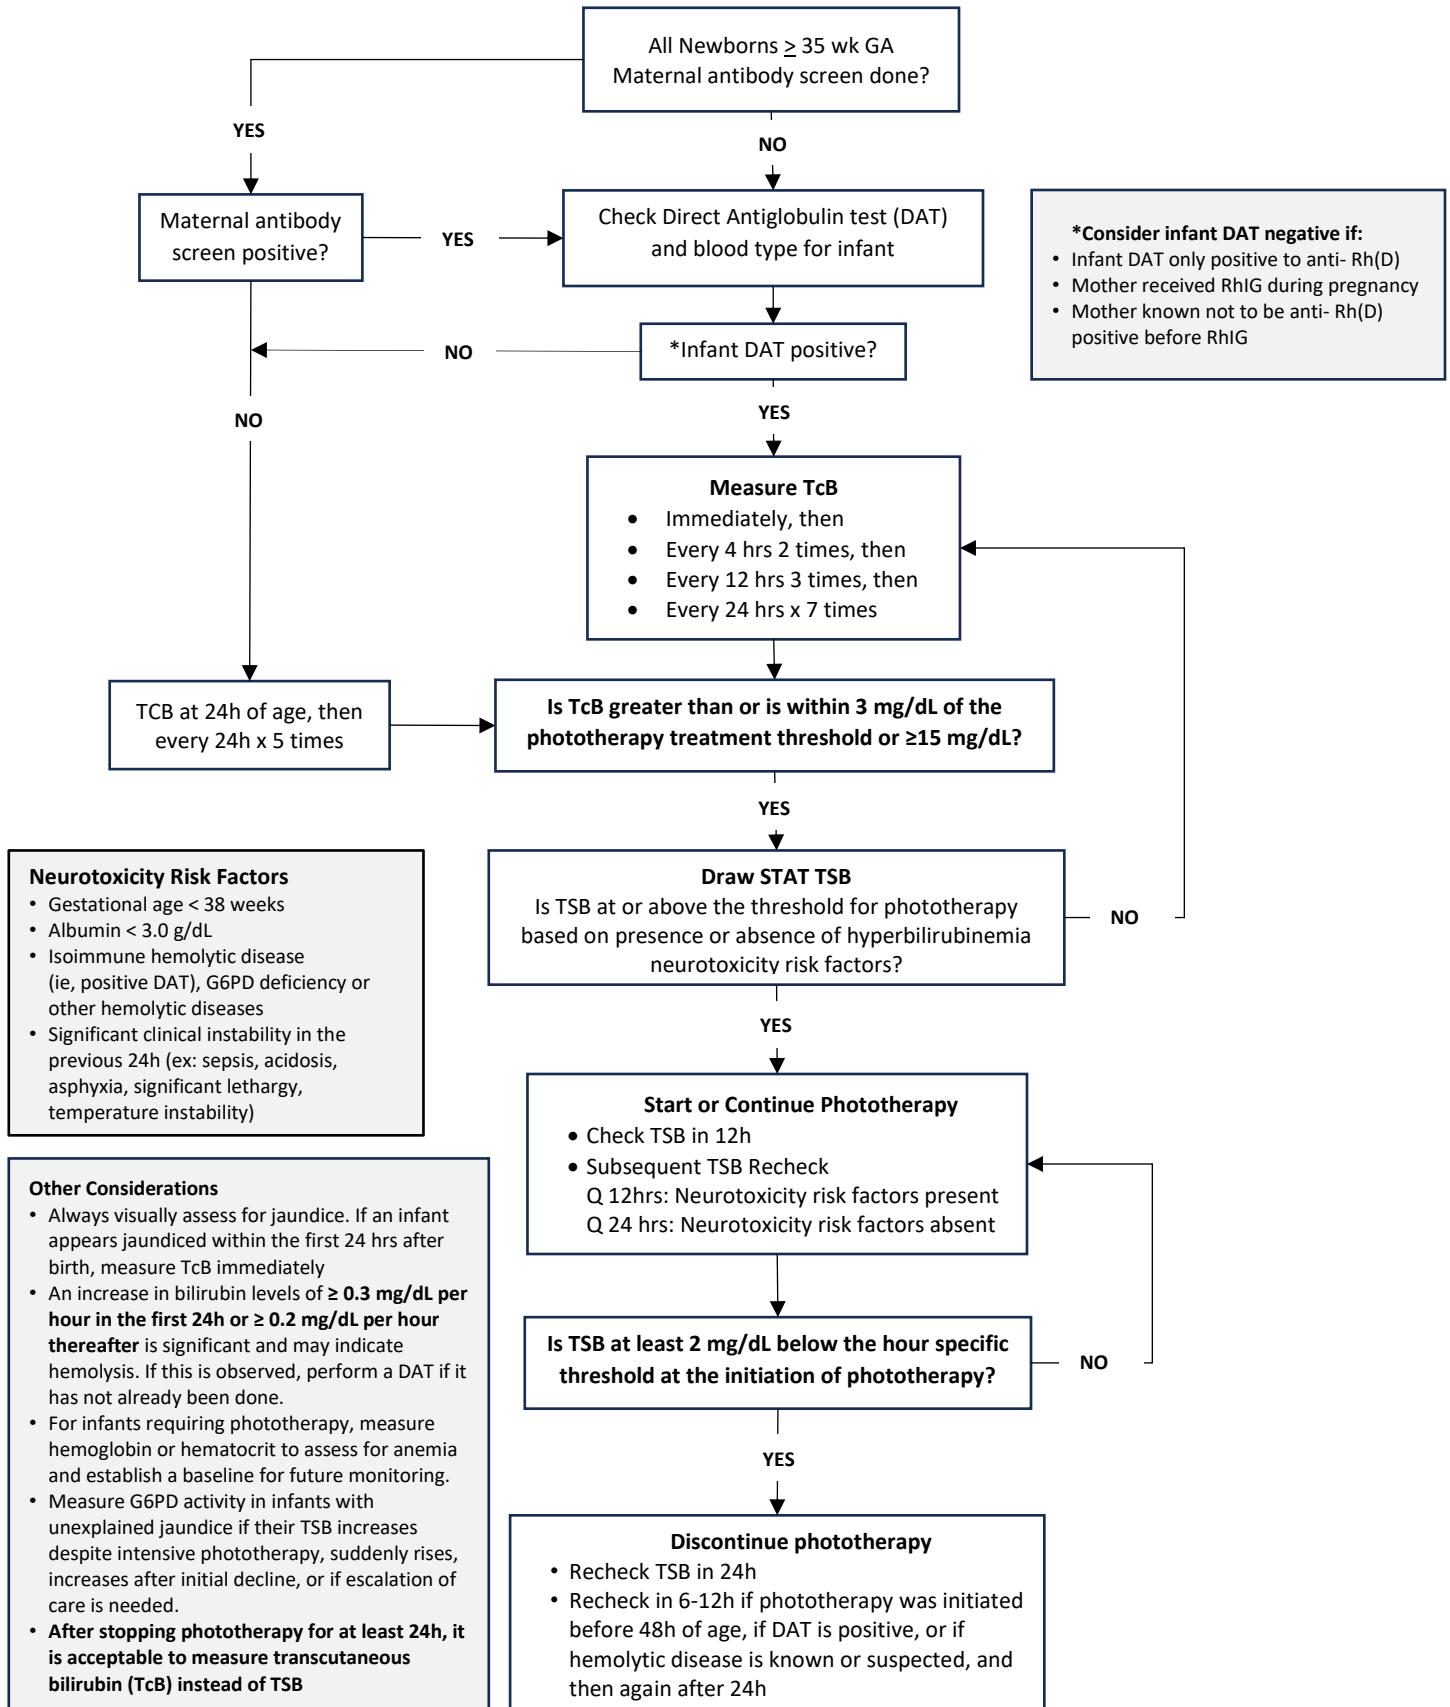 All Newborns ≥ 35 wk GA
Maternal antibody screen done?
YES
NO
Maternal antibody
screen positive?
YES
Check Direct Antiglobulin test (DAT)
and blood type for infant
*Consider infant DAT negative if:
• Infant DAT only positive to anti- Rh(D)
• Mother received RhIG during pregnancy
• Mother known not to be anti- Rh(D)
positive before RhIG
NO
*Infant DAT positive?
NO
YES
Measure TcB
• Immediately, then
• Every 4 hrs 2 times, then
• Every 12 hrs 3 times, then
• Every 24 hrs x 7 times
TCB at 24h of age, then
every 24h x 5 times
Is TcB greater than or is within 3 mg/dL of the
phototherapy treatment threshold or ≥15 mg/dL?
YES
Draw STAT TSB
Is TSB at or above the threshold for phototherapy
based on presence or absence of hyperbilirubinemia
neurotoxicity risk factors?
NO
YES
Neurotoxicity Risk Factors
• Gestational age < 38 weeks
• Albumin < 3.0 g/dL
• Isoimmune hemolytic disease
(ie, positive DAT), G6PD deficiency or
other hemolytic diseases
• Significant clinical instability in the
previous 24h (ex: sepsis, acidosis,
asphyxia, significant lethargy,
temperature instability)
Start or Continue Phototherapy
• Check TSB in 12h
• Subsequent TSB Recheck
Q 12hrs: Neurotoxicity risk factors present
Q 24 hrs: Neurotoxicity risk factors absent
Other Considerations
• Always visually assess for jaundice. If an infant
appears jaundiced within the first 24 hrs after
birth, measure TcB immediately
• An increase in bilirubin levels of ≥ 0.3 mg/dL per
hour in the first 24h or ≥ 0.2 mg/dL per hour
thereafter is significant and may indicate
hemolysis. If this is observed, perform a DAT if it
has not already been done.
• For infants requiring phototherapy, measure
hemoglobin or hematocrit to assess for anemia
and establish a baseline for future monitoring.
• Measure G6PD activity in infants with
unexplained jaundice if their TSB increases
despite intensive phototherapy, suddenly rises,
increases after initial decline, or if escalation of
care is needed.
• After stopping phototherapy for at least 24h, it
is acceptable to measure transcutaneous
bilirubin (TcB) instead of TSB
Is TSB at least 2 mg/dL below the hour specific
threshold at the initiation of phototherapy?
NO
YES
Discontinue phototherapy
• Recheck TSB in 24h
• Recheck in 6-12h if phototherapy was initiated
before 48h of age, if DAT is positive, or if
hemolytic disease is known or suspected, and
then again after 24h